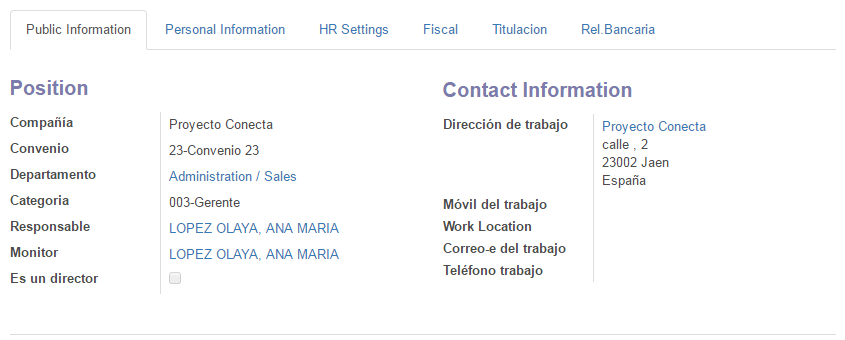 Public Information
Personal Information
HR Settings
Fiscal
Titulacion
Rel.Bancaria
Position
Compañía
Proyecto Conecta
Convenio
23-Convenio 23
Departamento
Administration / Sales
Categoria
003-Gerente
Responsable
LOPEZ OLAYA, ANA MARIA
Monitor
LOPEZ OLAYA, ANA MARIA
Es un director
Contact Information
Dirección de trabajo
Proyecto Conecta
calle , 2
23002 Jaen
España
Móvil del trabajo
Work Location
Correo-e del trabajo
Teléfono trabajo